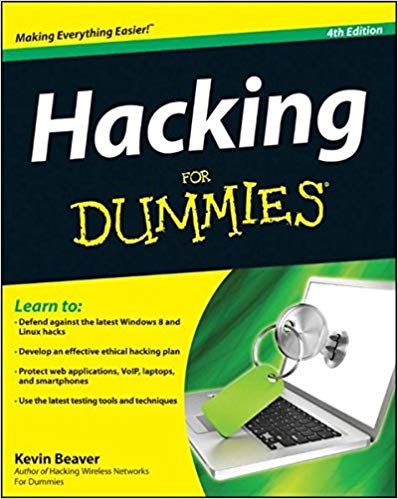 Making Everything Easier!™
4th Edition
Hacking
FOR
DUMMIES®
Learn to:
• Defend against the latest Windows 8 and
Linux hacks
• Develop an effective ethical hacking plan
• Protect web applications, VoIP, laptops,
and smartphones
• Use the latest testing tools and techniques
Kevin Beaver
Author of Hacking Wireless Networks
For Dummies